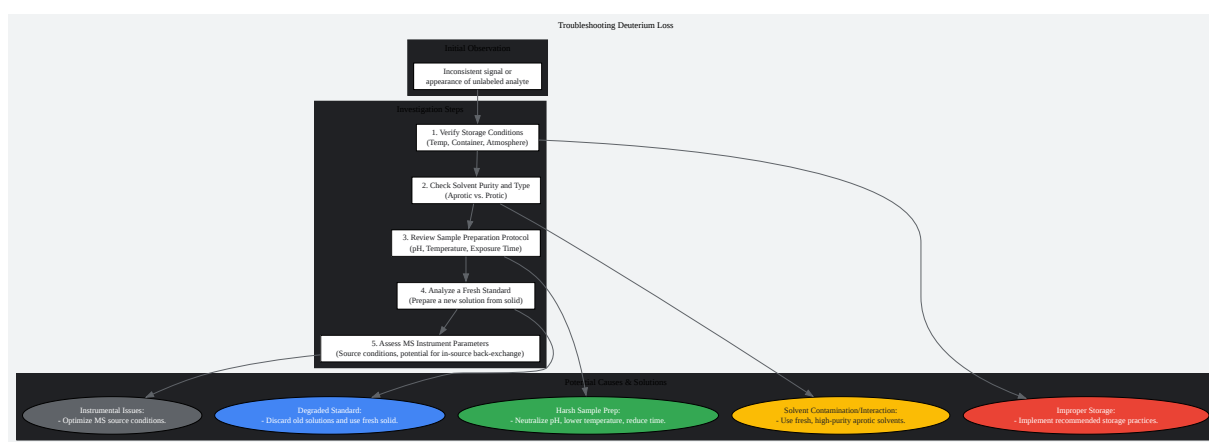 Troubleshooting Deuterium Loss
Initial Observation
Inconsistent signal or
appearance of unlabeled analyte
Investigation Steps
1. Verify Storage Conditions
(Temp, Container, Atmosphere)
2. Check Solvent Purity and Type
(Aprotic vs. Protic)
3. Review Sample Preparation Protocol
(pH, Temperature, Exposure Time)
4. Analyze a Fresh Standard
(Prepare a new solution from solid)
5. Assess MS Instrument Parameters
(Source conditions, potential for in-source back-exchange)
Potential Causes & Solutions
Instrumental Issues:
- Optimize MS source conditions.
Degraded Standard:
- Discard old solutions and use fresh solid.
Harsh Sample Prep:
- Neutralize pH, lower temperature, reduce time.
Solvent Contamination/Interaction:
- Use fresh, high-purity aprotic solvents.
Improper Storage:
- Implement recommended storage practices.